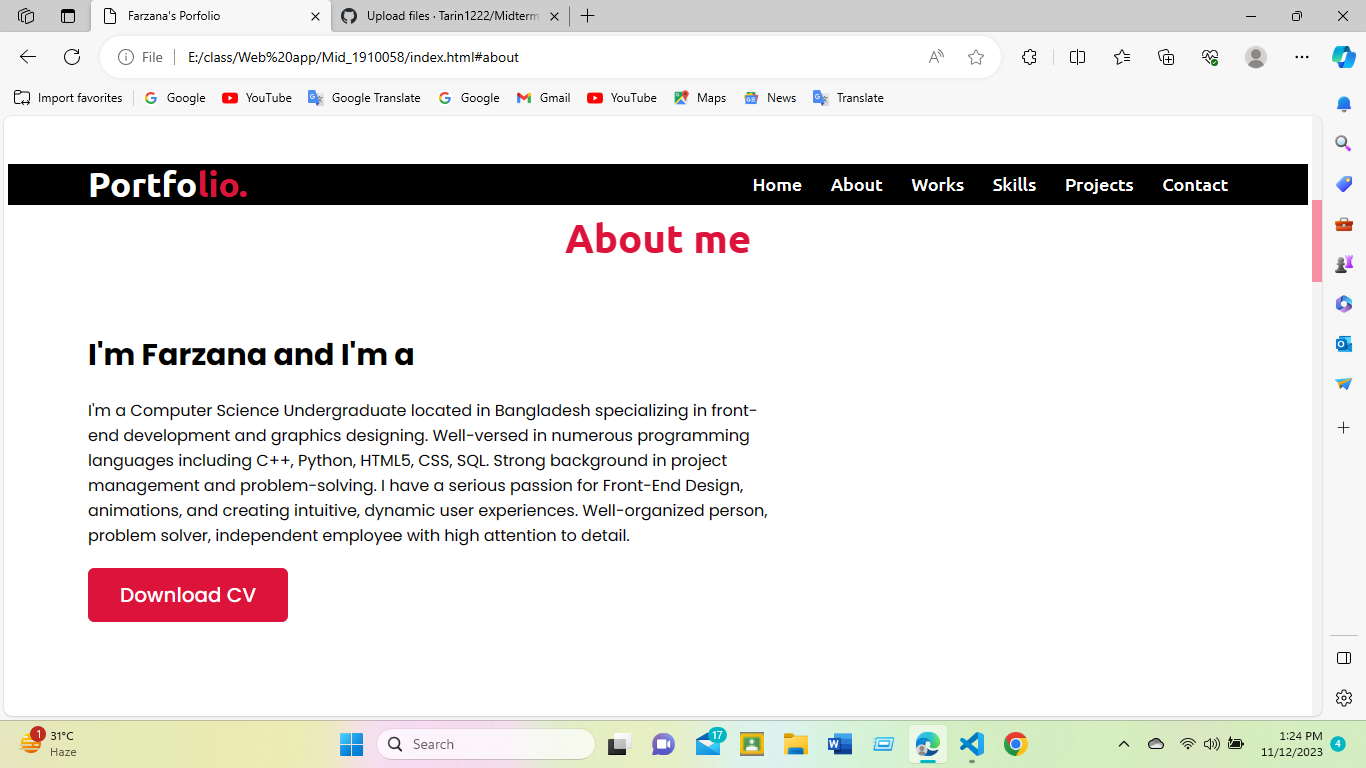 Farzana's Porfolio
Upload files · Tarin1222/Midterm
File
E:/class/Web%20app/Mid_1910058/index.html#about
Import favorites
Google
YouTube
Google Translate
Google
Gmail
YouTube
Maps
News
Translate
Portfolio.
Home
About
Works
Skills
Projects
Contact
About me
I'm Farzana and I'm a
I'm a Computer Science Undergraduate located in Bangladesh specializing in front-
end development and graphics designing. Well-versed in numerous programming
languages including C++, Python, HTML5, CSS, SQL. Strong background in project
management and problem-solving. I have a serious passion for Front-End Design,
animations, and creating intuitive, dynamic user experiences. Well-organized person,
problem solver, independent employee with high attention to detail.
Download CV
1
31°C
Haze
Search
17
1:24 PM
11/12/2023
4